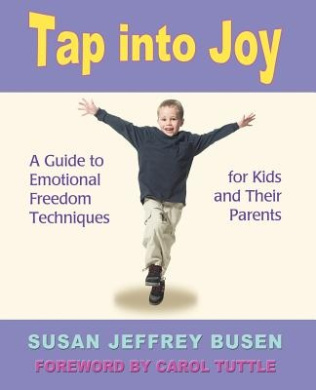 Tap into Joy
A Guide to
Emotional
Freedom
Techniques
for Kids
and Their
Parents
SUSAN JEFFREY BUSEN
FOREWORD BY CAROL TUTTLE